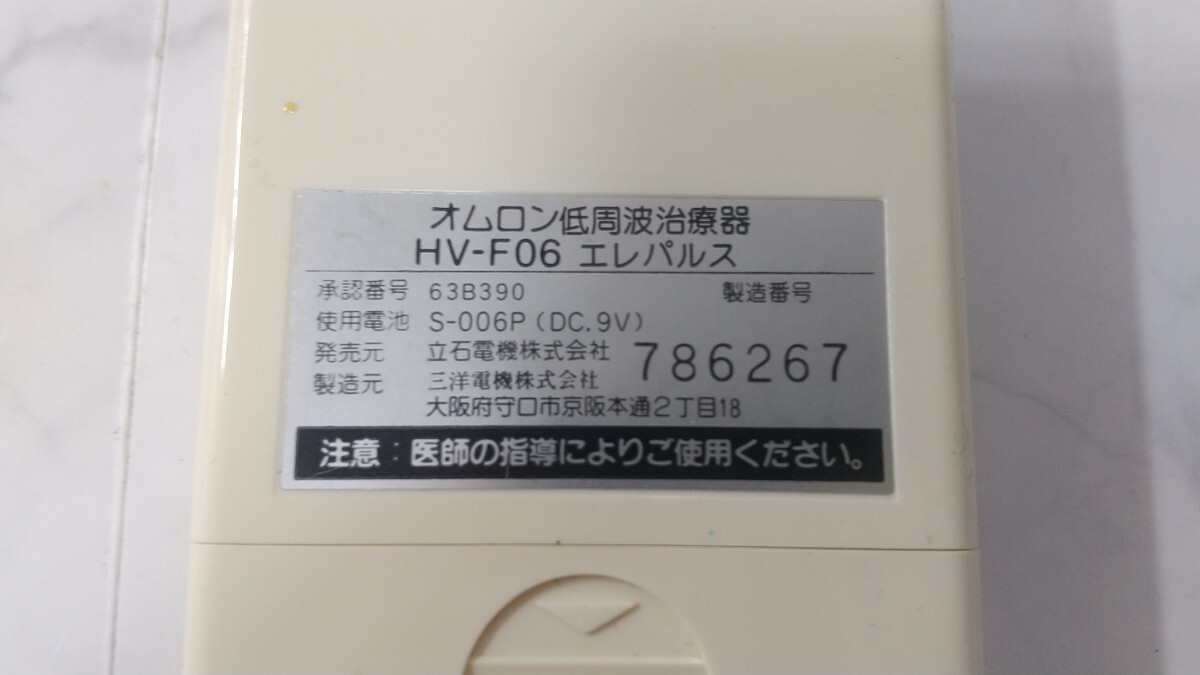 オムロン低周波治療器
HV-F06 エレパルス
承認番号 63B390 製造番号
使用電池 S-006P(DC.9V)
発売元 立石電機株式会社 786267
製造元 三洋電機株式会社
大阪府守口市京阪本通2丁目18
注意:医師の指導によりご使用ください。